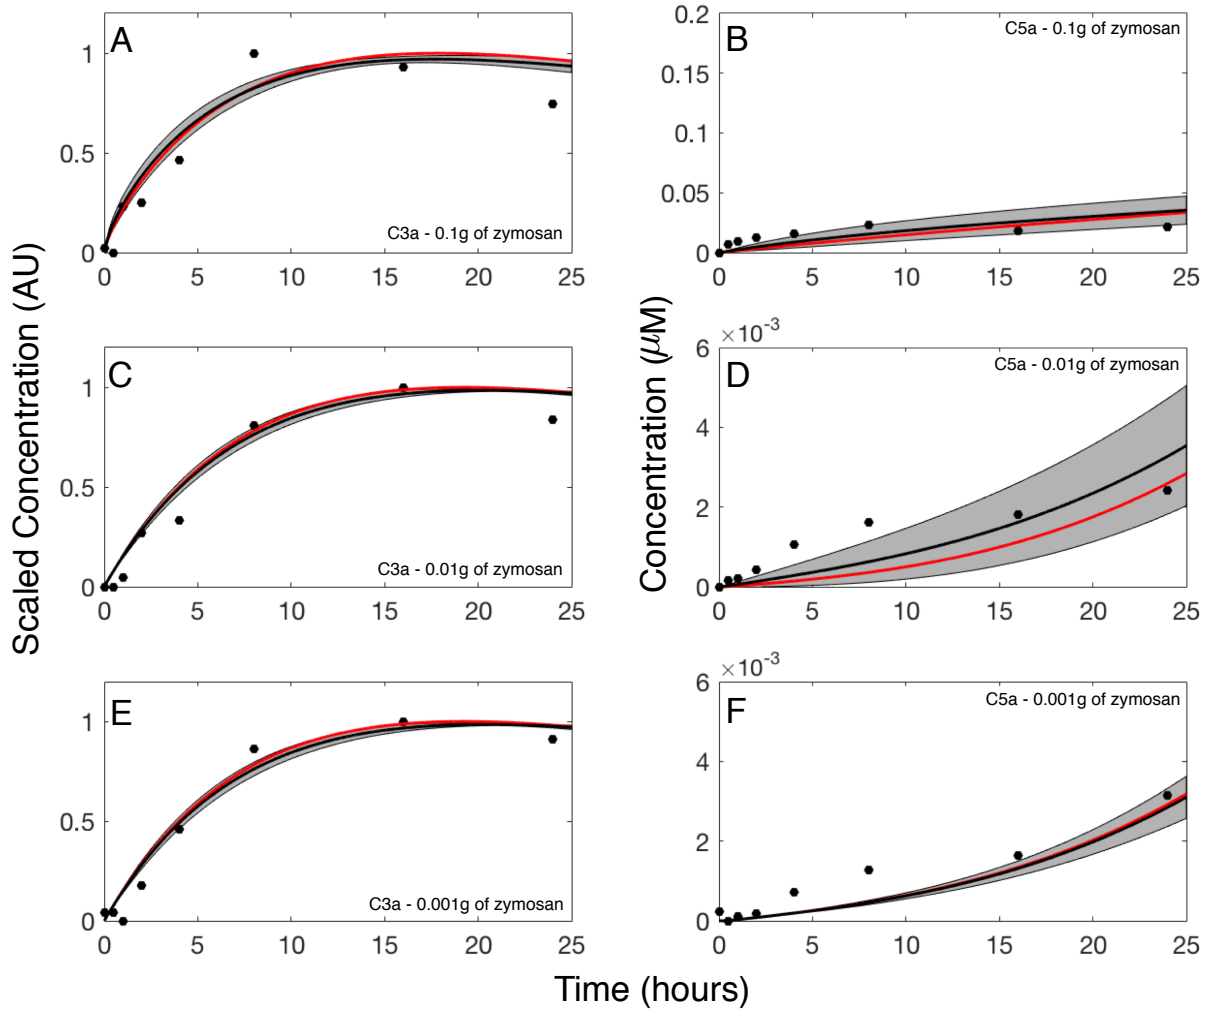 A
1
0.5
0
C3a - 0.1g of zymosan
0 5 10 15 20 25
B
C5a - 0.1g of zymosan
0.2
0.15
0.1
0.05
0
0 5 10 15 20 25
C
1
0.5
0
C3a - 0.01g of zymosan
0 5 10 15 20 25
×10⁻³
D
C5a - 0.01g of zymosan
6
4
2
0
0 5 10 15 20 25
E
1
0.5
0
C3a - 0.001g of zymosan
0 5 10 15 20 25
×10⁻³
F
C5a - 0.001g of zymosan
6
4
2
0
0 5 10 15 20 25
Scaled Concentration (AU)
Concentration (μM)
Time (hours)